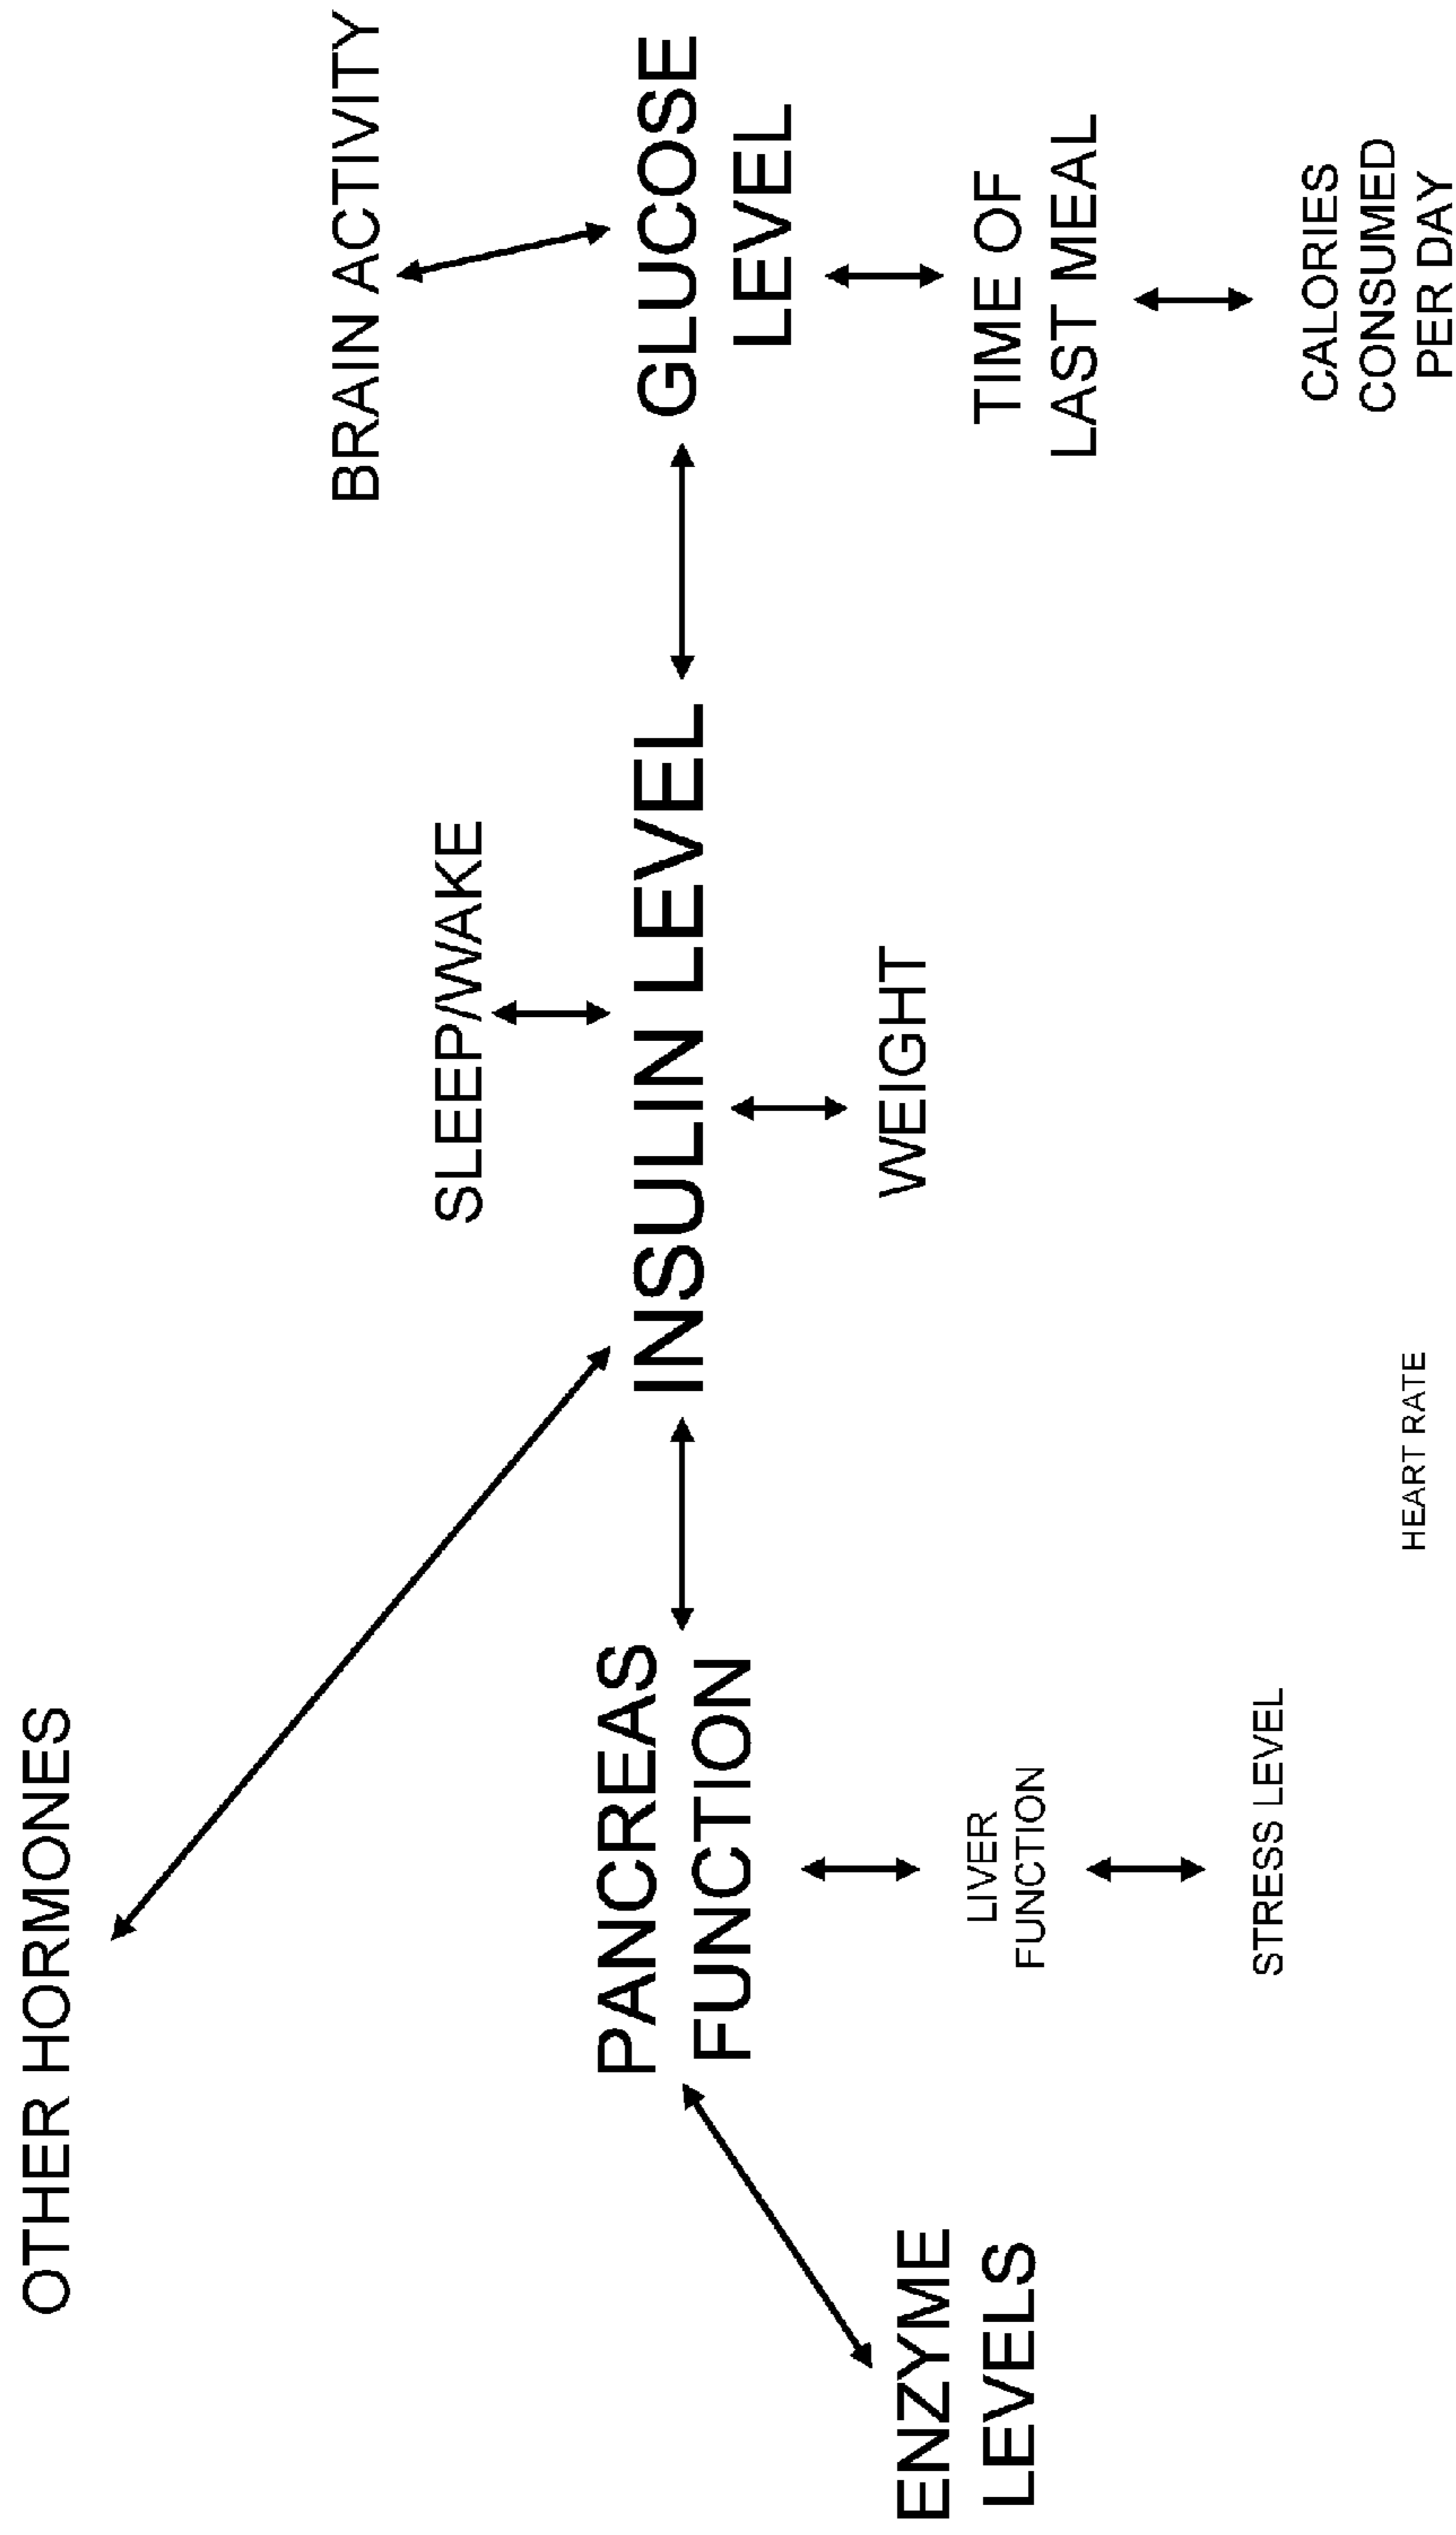 OTHER HORMONES
BRAIN ACTIVITY
SLEEP/WAKE
PANCREAS
FUNCTION
INSULIN LEVEL
GLUCOSE
LEVEL
ENZYME
LEVELS
WEIGHT
LIVER
FUNCTION
TIME OF
LAST MEAL
STRESS LEVEL
HEART RATE
CALORIES
CONSUMED
PER DAY